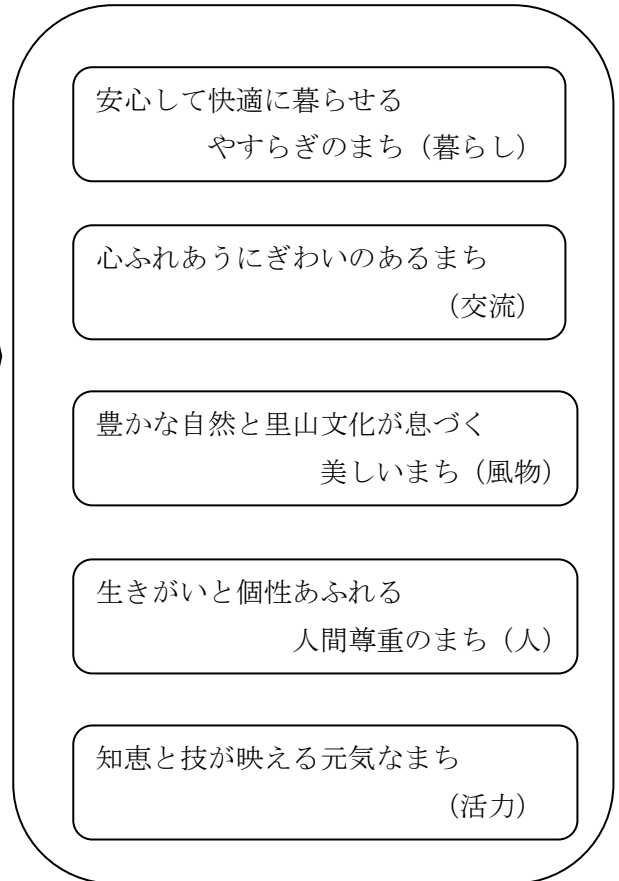 安心して快適に暮らせる
やすらぎのまち（暮らし）
心ふれあうにぎわいのあるまち
（交流）
豊かな自然と里山文化が息づく
美しいまち（風物）
生きがいと個性あふれる
人間尊重のまち（人）
知恵と技が映える元気なまち
（活力）